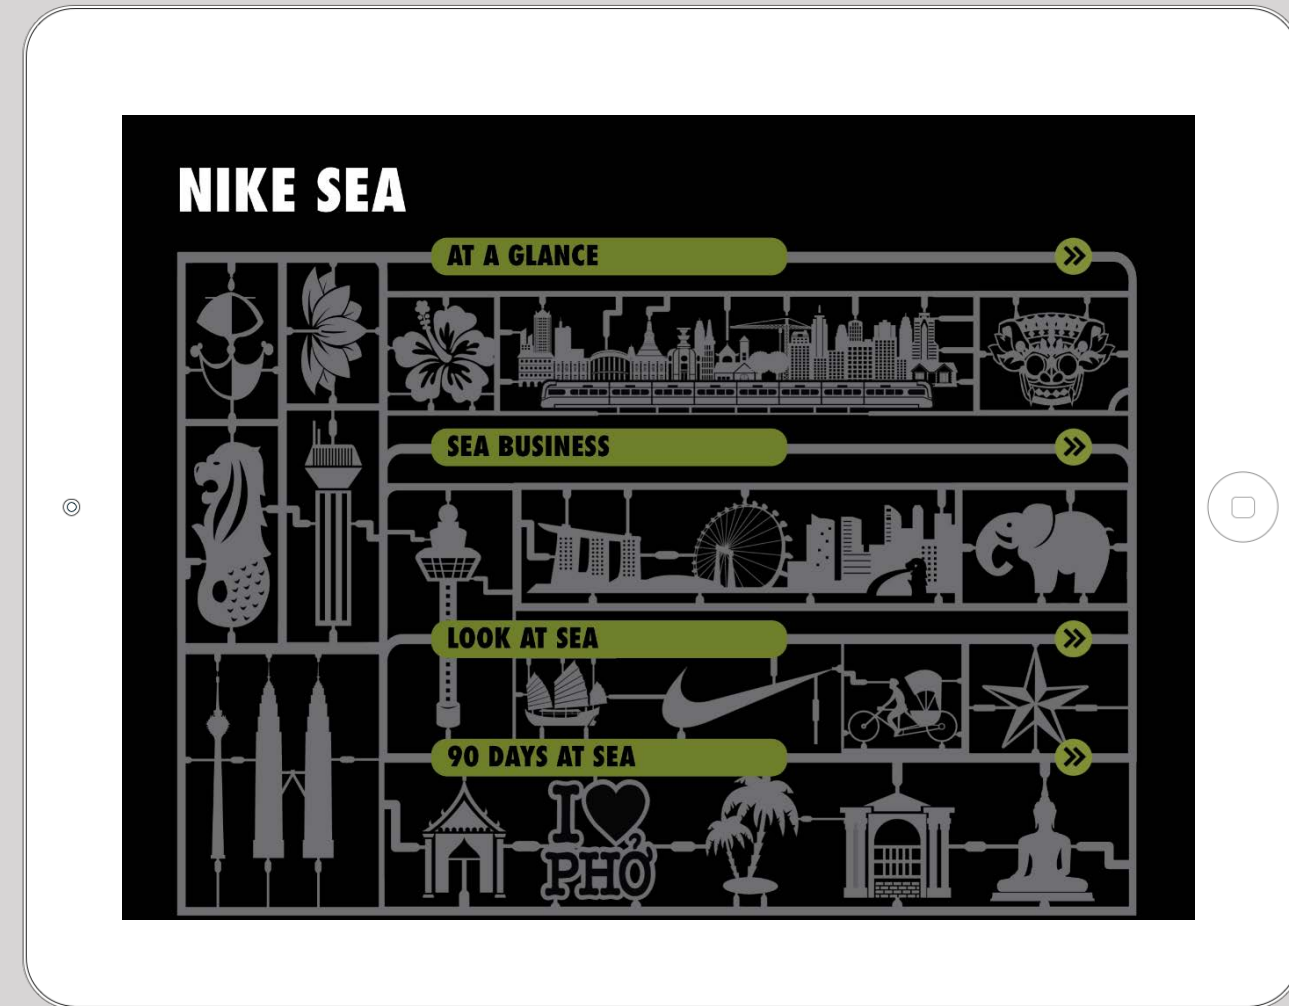 NIKE SEA
AT A GLANCE
SEA BUSINESS
LOOK AT SEA
90 DAYS AT SEA
I
PHỞ